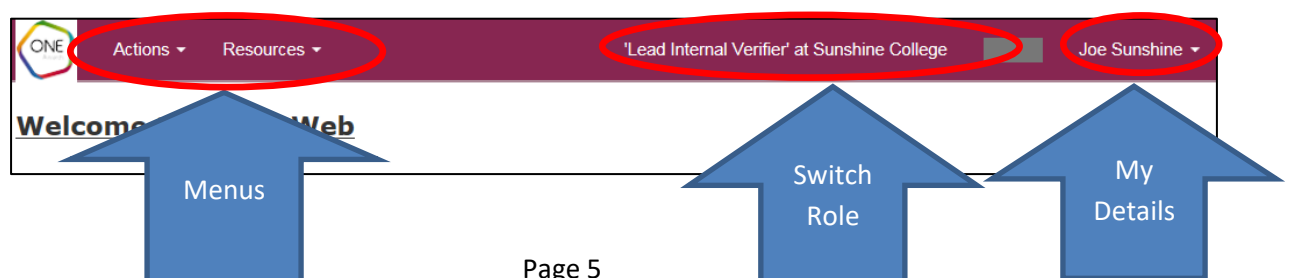 ONE
Actions
Resources
'Lead Internal Verifier' at Sunshine College
Joe Sunshine
Welcome Web
Menus
Switch
Role
My
Details
Page 5